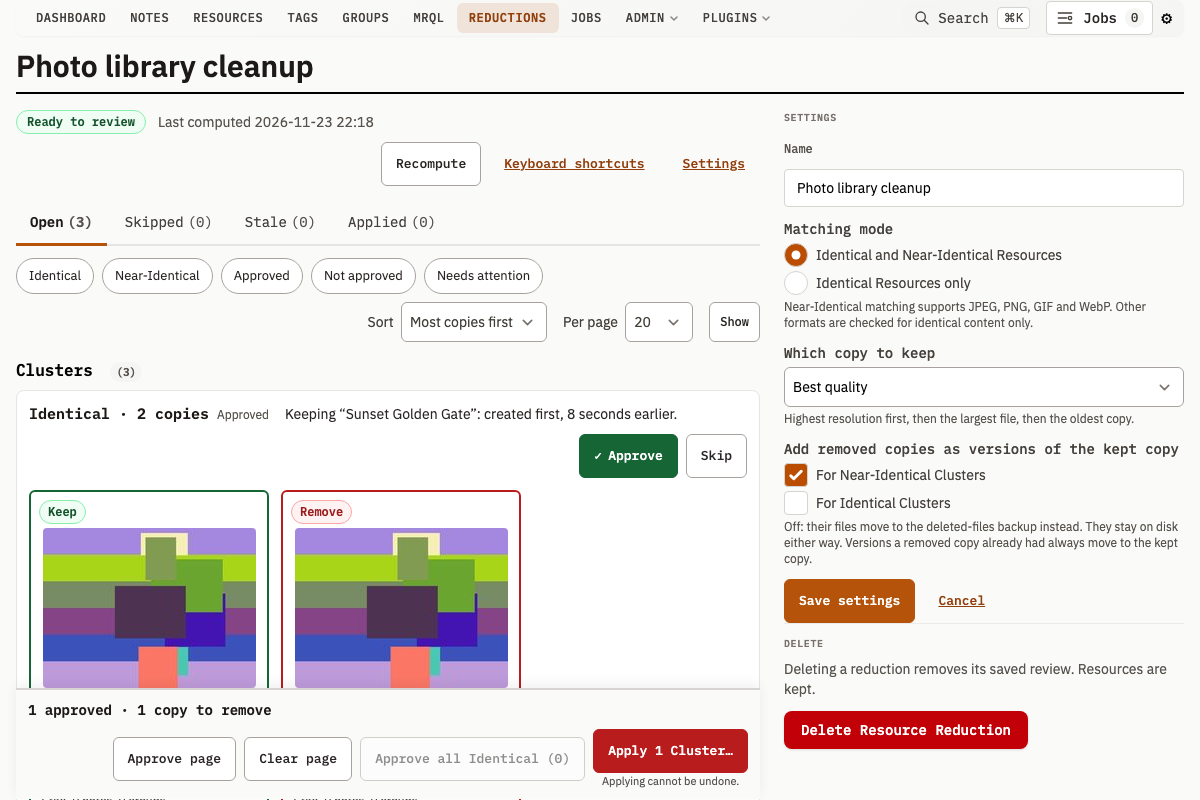 DASHBOARD NOTES RESOURCES TAGS GROUPS MRQL REDUCTIONS JOBS ADMIN PLUGINS Search ⌘K Jobs 0
Photo library cleanup
Ready to review Last computed 2026-11-23 22:18
Recompute Keyboard shortcuts Settings
Open (3) Skipped (0) Stale (0) Applied (0)
Identical Near-Identical Approved Not approved Needs attention
Sort Most copies first Per page 20 Show
Clusters (3)
Identical · 2 copies Approved Keeping “Sunset Golden Gate”: created first, 8 seconds earlier.
✓ Approve Skip
Keep Remove
1 approved · 1 copy to remove
Approve page Clear page Approve all Identical (0) Apply 1 Cluster…
Applying cannot be undone.
SETTINGS
Name
Photo library cleanup
Matching mode
Identical and Near-Identical Resources
Identical Resources only
Near-Identical matching supports JPEG, PNG, GIF and WebP. Other
formats are checked for identical content only.
Which copy to keep
Best quality
Highest resolution first, then the largest file, then the oldest copy.
Add removed copies as versions of the kept copy
For Near-Identical Clusters
For Identical Clusters
Off: their files move to the deleted-files backup instead. They stay on disk
either way. Versions a removed copy already had always move to the kept
copy.
Save settings Cancel
DELETE
Deleting a reduction removes its saved review. Resources are
kept.
Delete Resource Reduction